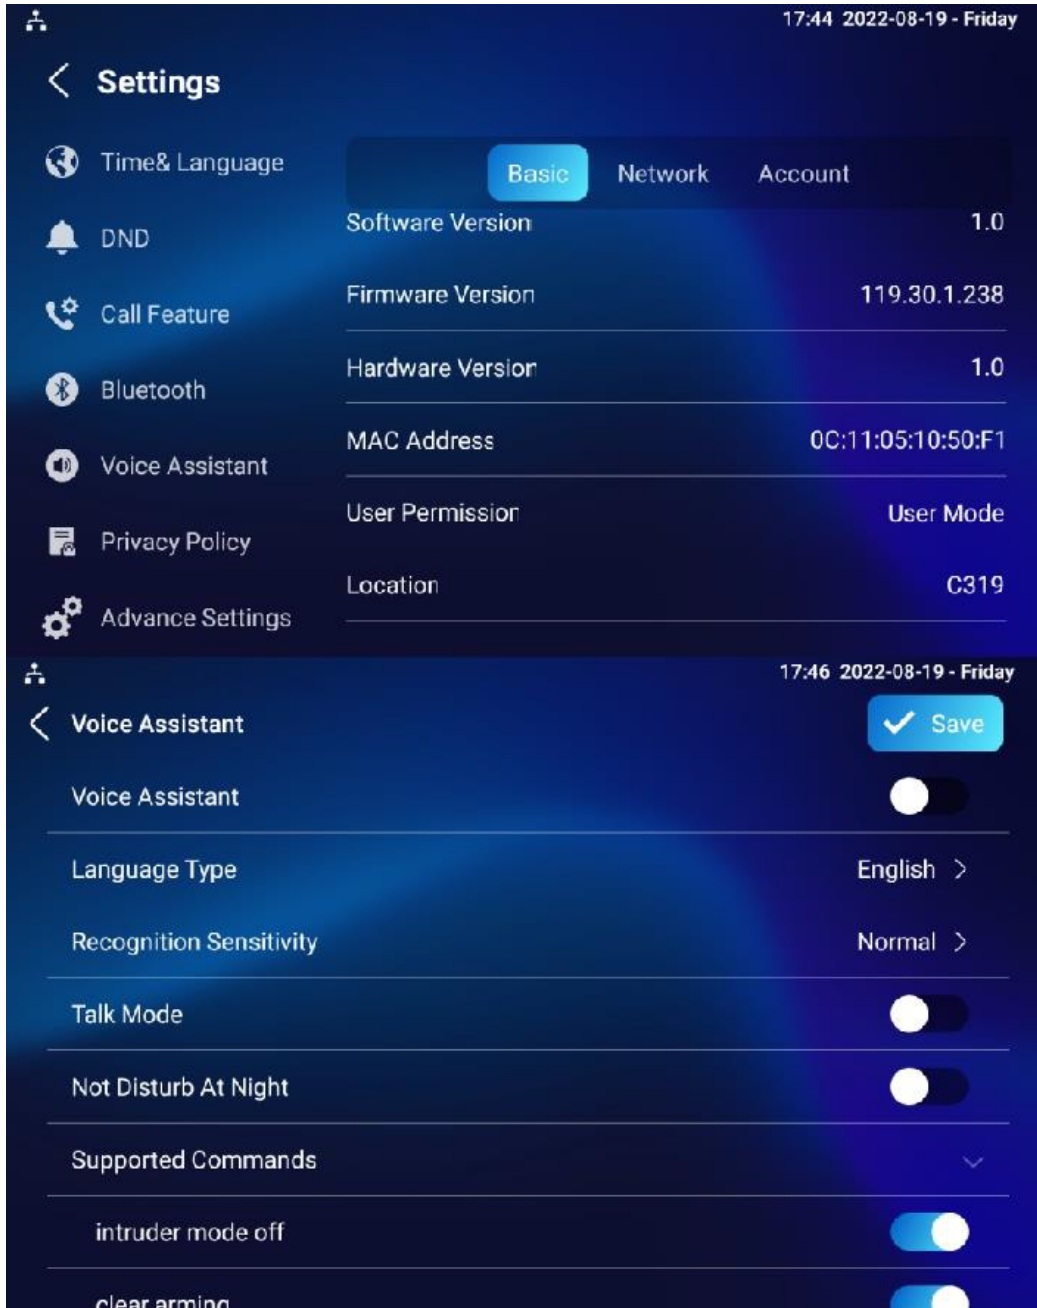 17:44 2022-08-19 - Friday
Settings
Time& Language
Basic Network Account
Software Version 1.0
DND
Firmware Version 119.30.1.238
Call Feature
Hardware Version 1.0
Bluetooth
MAC Address 0C:11:05:10:50:F1
Voice Assistant
User Permission User Mode
Privacy Policy
Location C319
Advance Settings
17:46 2022-08-19 - Friday
Voice Assistant Save
Voice Assistant
Language Type English
Recognition Sensitivity Normal
Talk Mode
Not Disturb At Night
Supported Commands
intruder mode off
clear arming